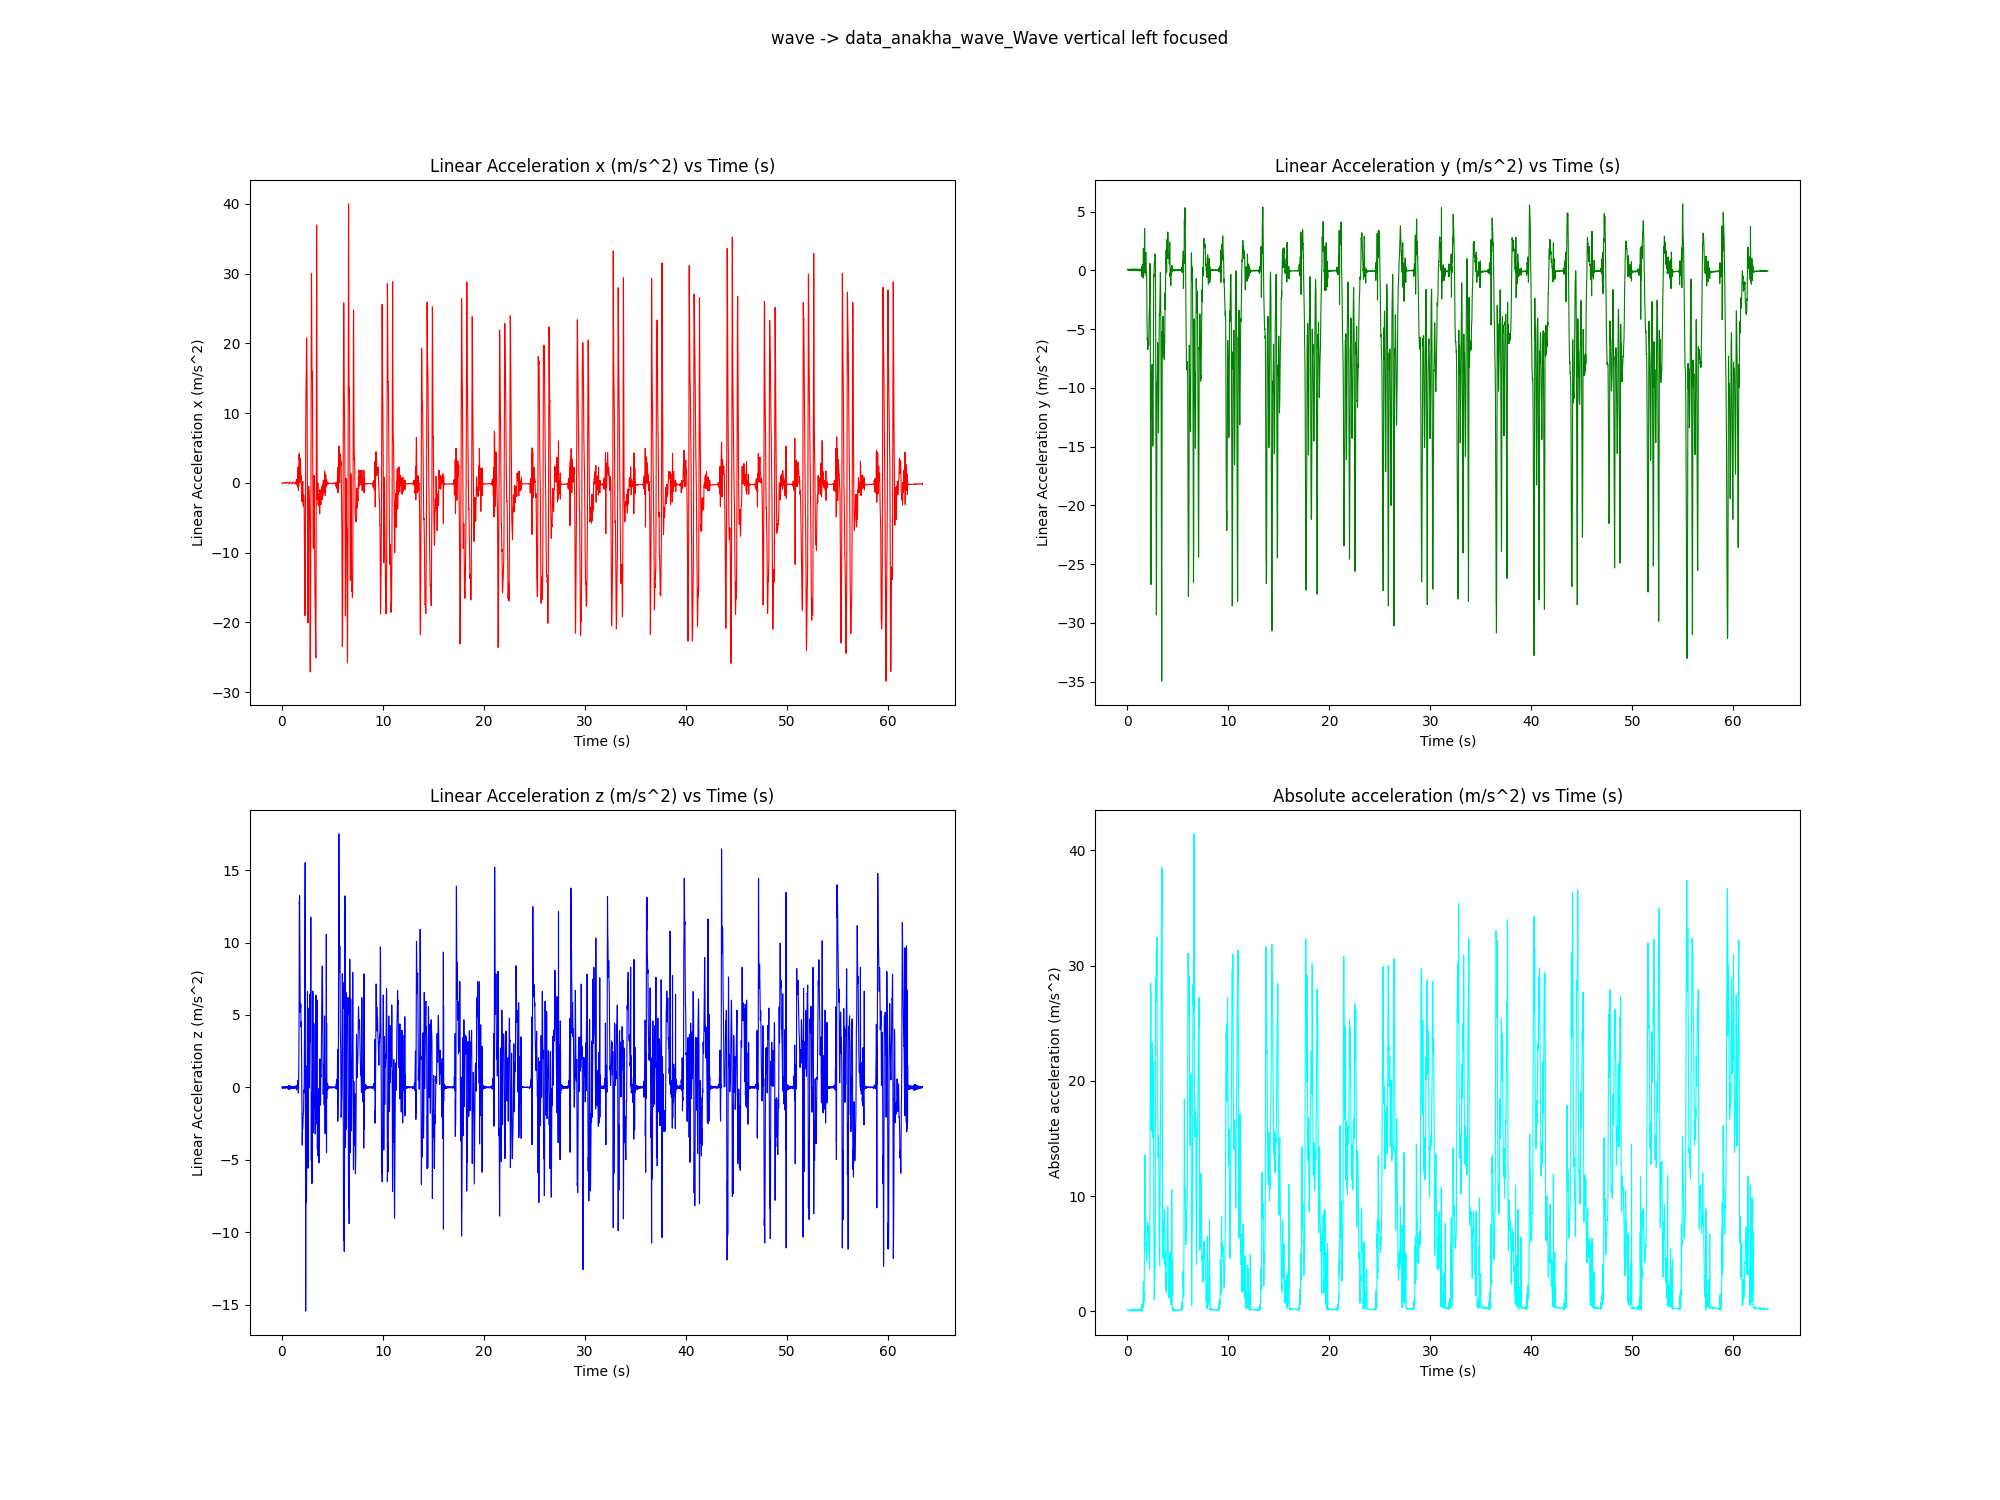 wave -> data_anakha_wave_Wave vertical left focused
Linear Acceleration x (m/s^2) vs Time (s)
Linear Acceleration x (m/s^2)
40
30
20
10
0
−10
−20
−30
0 10 20 30 40 50 60
Time (s)
Linear Acceleration y (m/s^2) vs Time (s)
Linear Acceleration y (m/s^2)
5
0
−5
−10
−15
−20
−25
−30
−35
0 10 20 30 40 50 60
Time (s)
Linear Acceleration z (m/s^2) vs Time (s)
Linear Acceleration z (m/s^2)
15
10
5
0
−5
−10
−15
0 10 20 30 40 50 60
Time (s)
Absolute acceleration (m/s^2) vs Time (s)
Absolute acceleration (m/s^2)
40
30
20
10
0
0 10 20 30 40 50 60
Time (s)